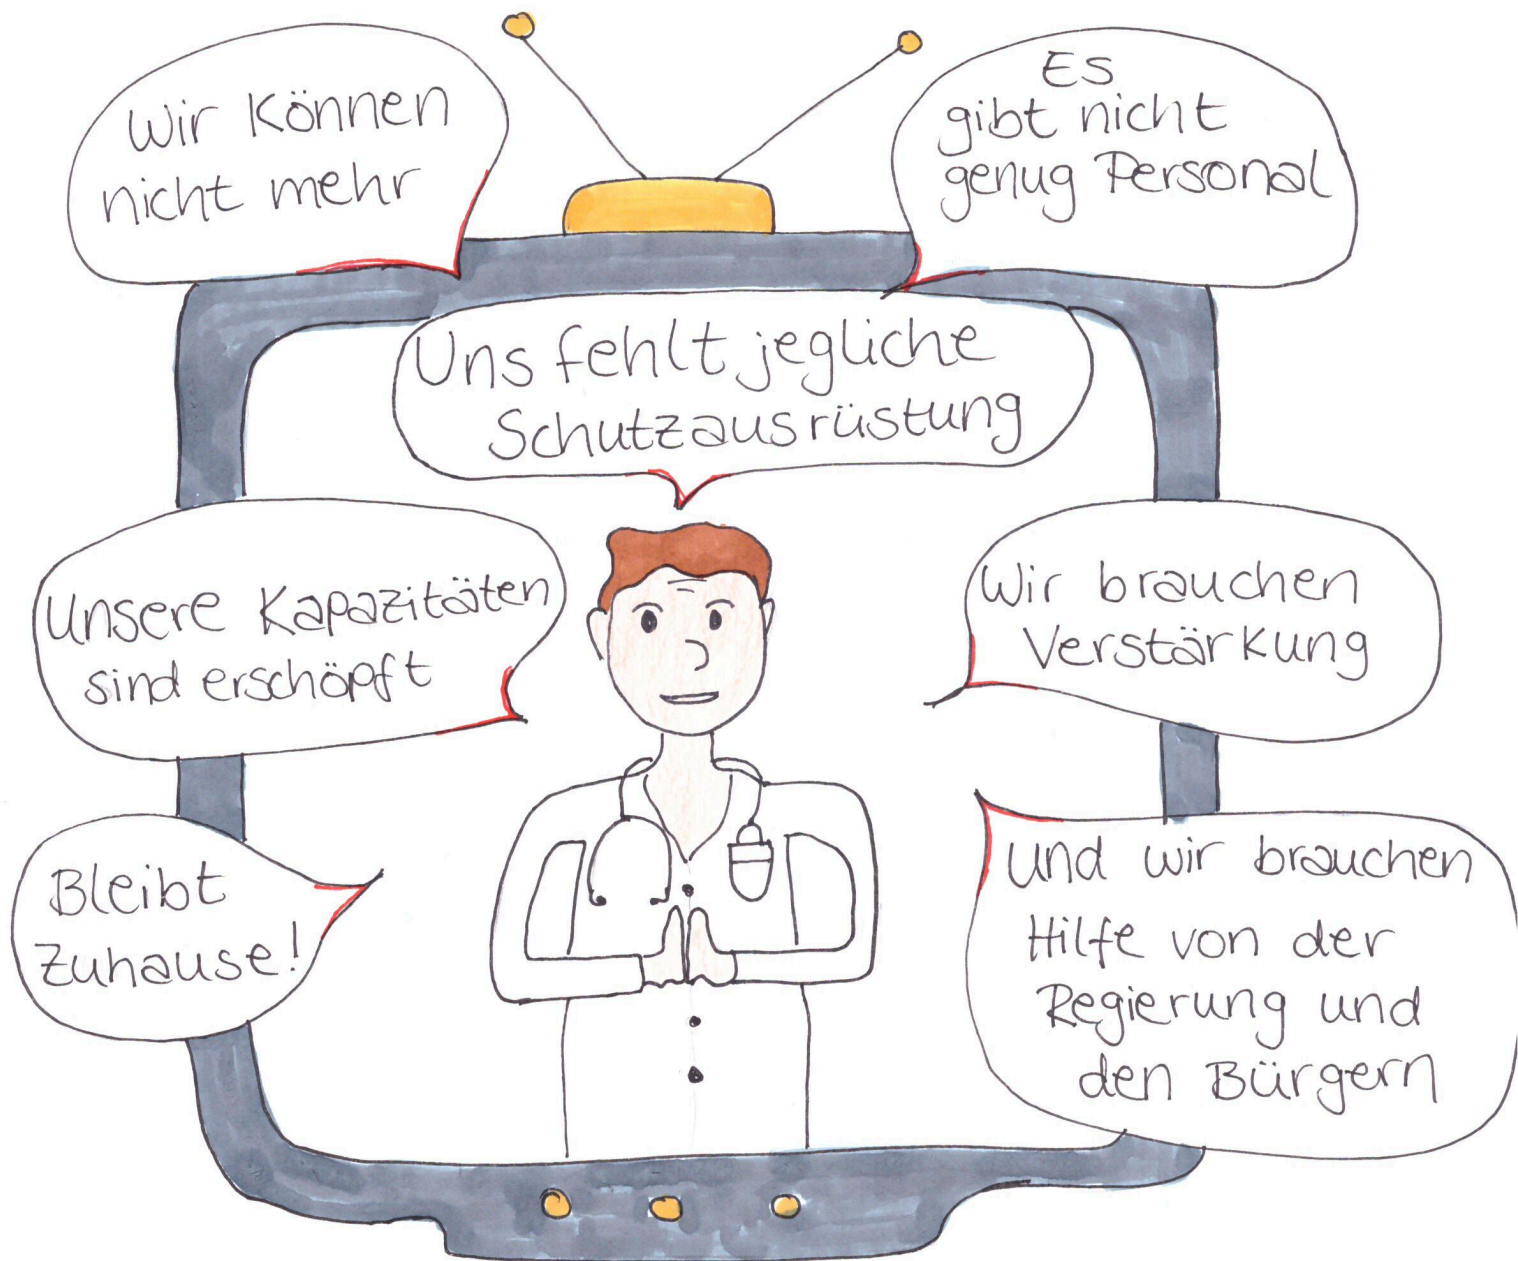 Wir können
nicht mehr
Es
gibt nicht
genug Personal
Uns fehlt jegliche
Schutzausrüstung
Unsere Kapazitäten
sind erschöpft
Wir brauchen
Verstärkung
Bleibt
Zuhause!
Und wir brauchen
Hilfe von der
Regierung und
den Bürgern